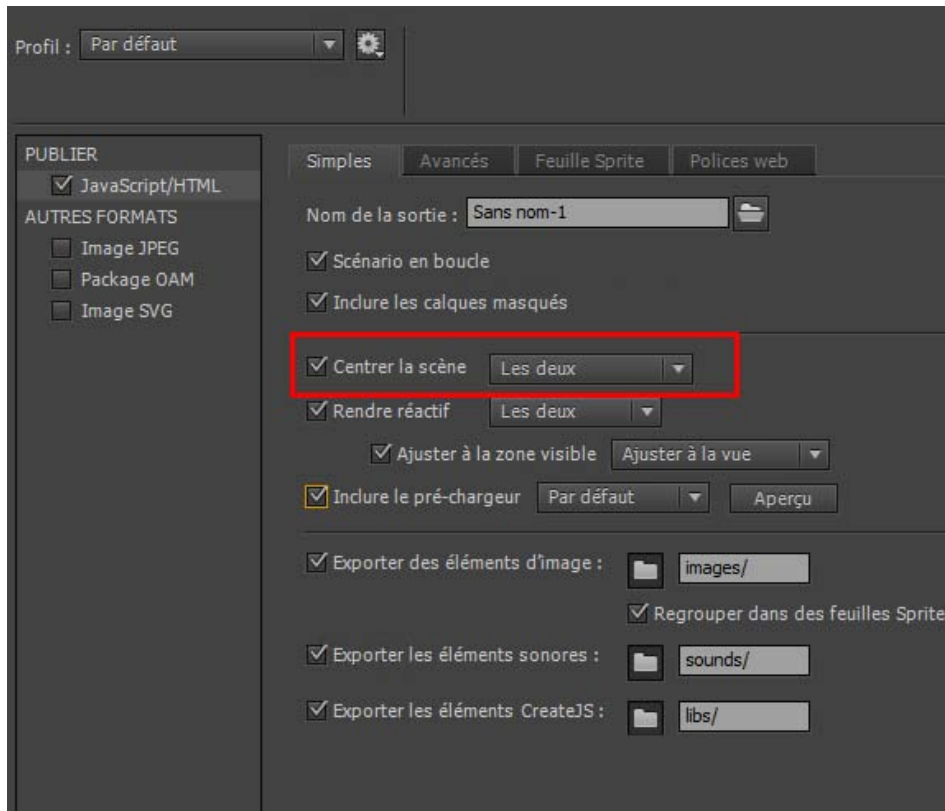 Profil : Par défaut
PUBLIER
JavaScript/HTML
AUTRES FORMATS
Image JPEG
Package OAM
Image SVG
Simples Avancés Feuille Sprite Polices web
Nom de la sortie : Sans nom-1
Scénario en boucle
Inclure les calques masqués
Centrer la scène Les deux
Rendre réactif Les deux
Ajuster à la zone visible Ajuster à la vue
Inclure le pré-chargeur Par défaut Aperçu
Exporter des éléments d'image : images/
Regrouper dans des feuilles Sprite
Exporter les éléments sonores : sounds/
Exporter les éléments CreateJS : libs/